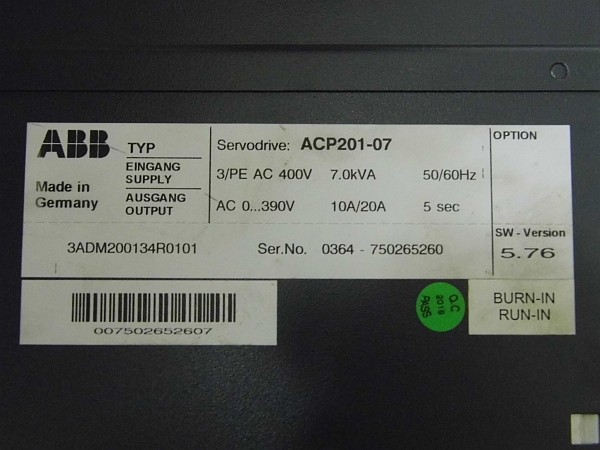 ABB TYP Servodrive: ACP201-07 OPTION
EINGANG
SUPPLY 3/PE AC 400V 7.0kVA 50/60Hz
Made in
Germany AUSGANG
OUTPUT AC 0...390V 10A/20A 5 sec
SW - Version
3ADM200134R0101 Ser.No. 0364 - 750265260 5.76
007502652607
Q.C
2019
PASS
BURN-IN
RUN-IN